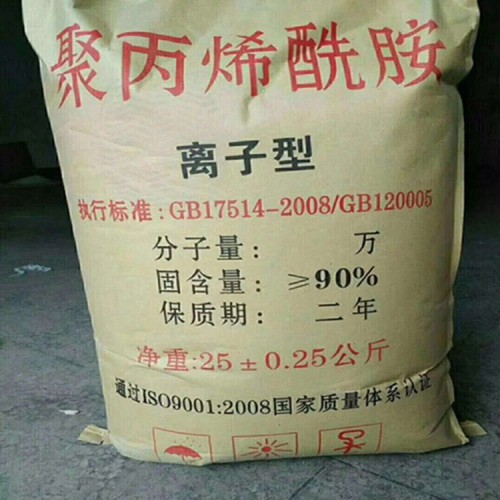 聚丙烯酰胺
离子型
执行标准:GB17514-2008/GB120005
分子量: 万
固含量: ≥90%
保质期: 二年
净重:25±0.25公斤
通过ISO9001:2008国家质量体系认证